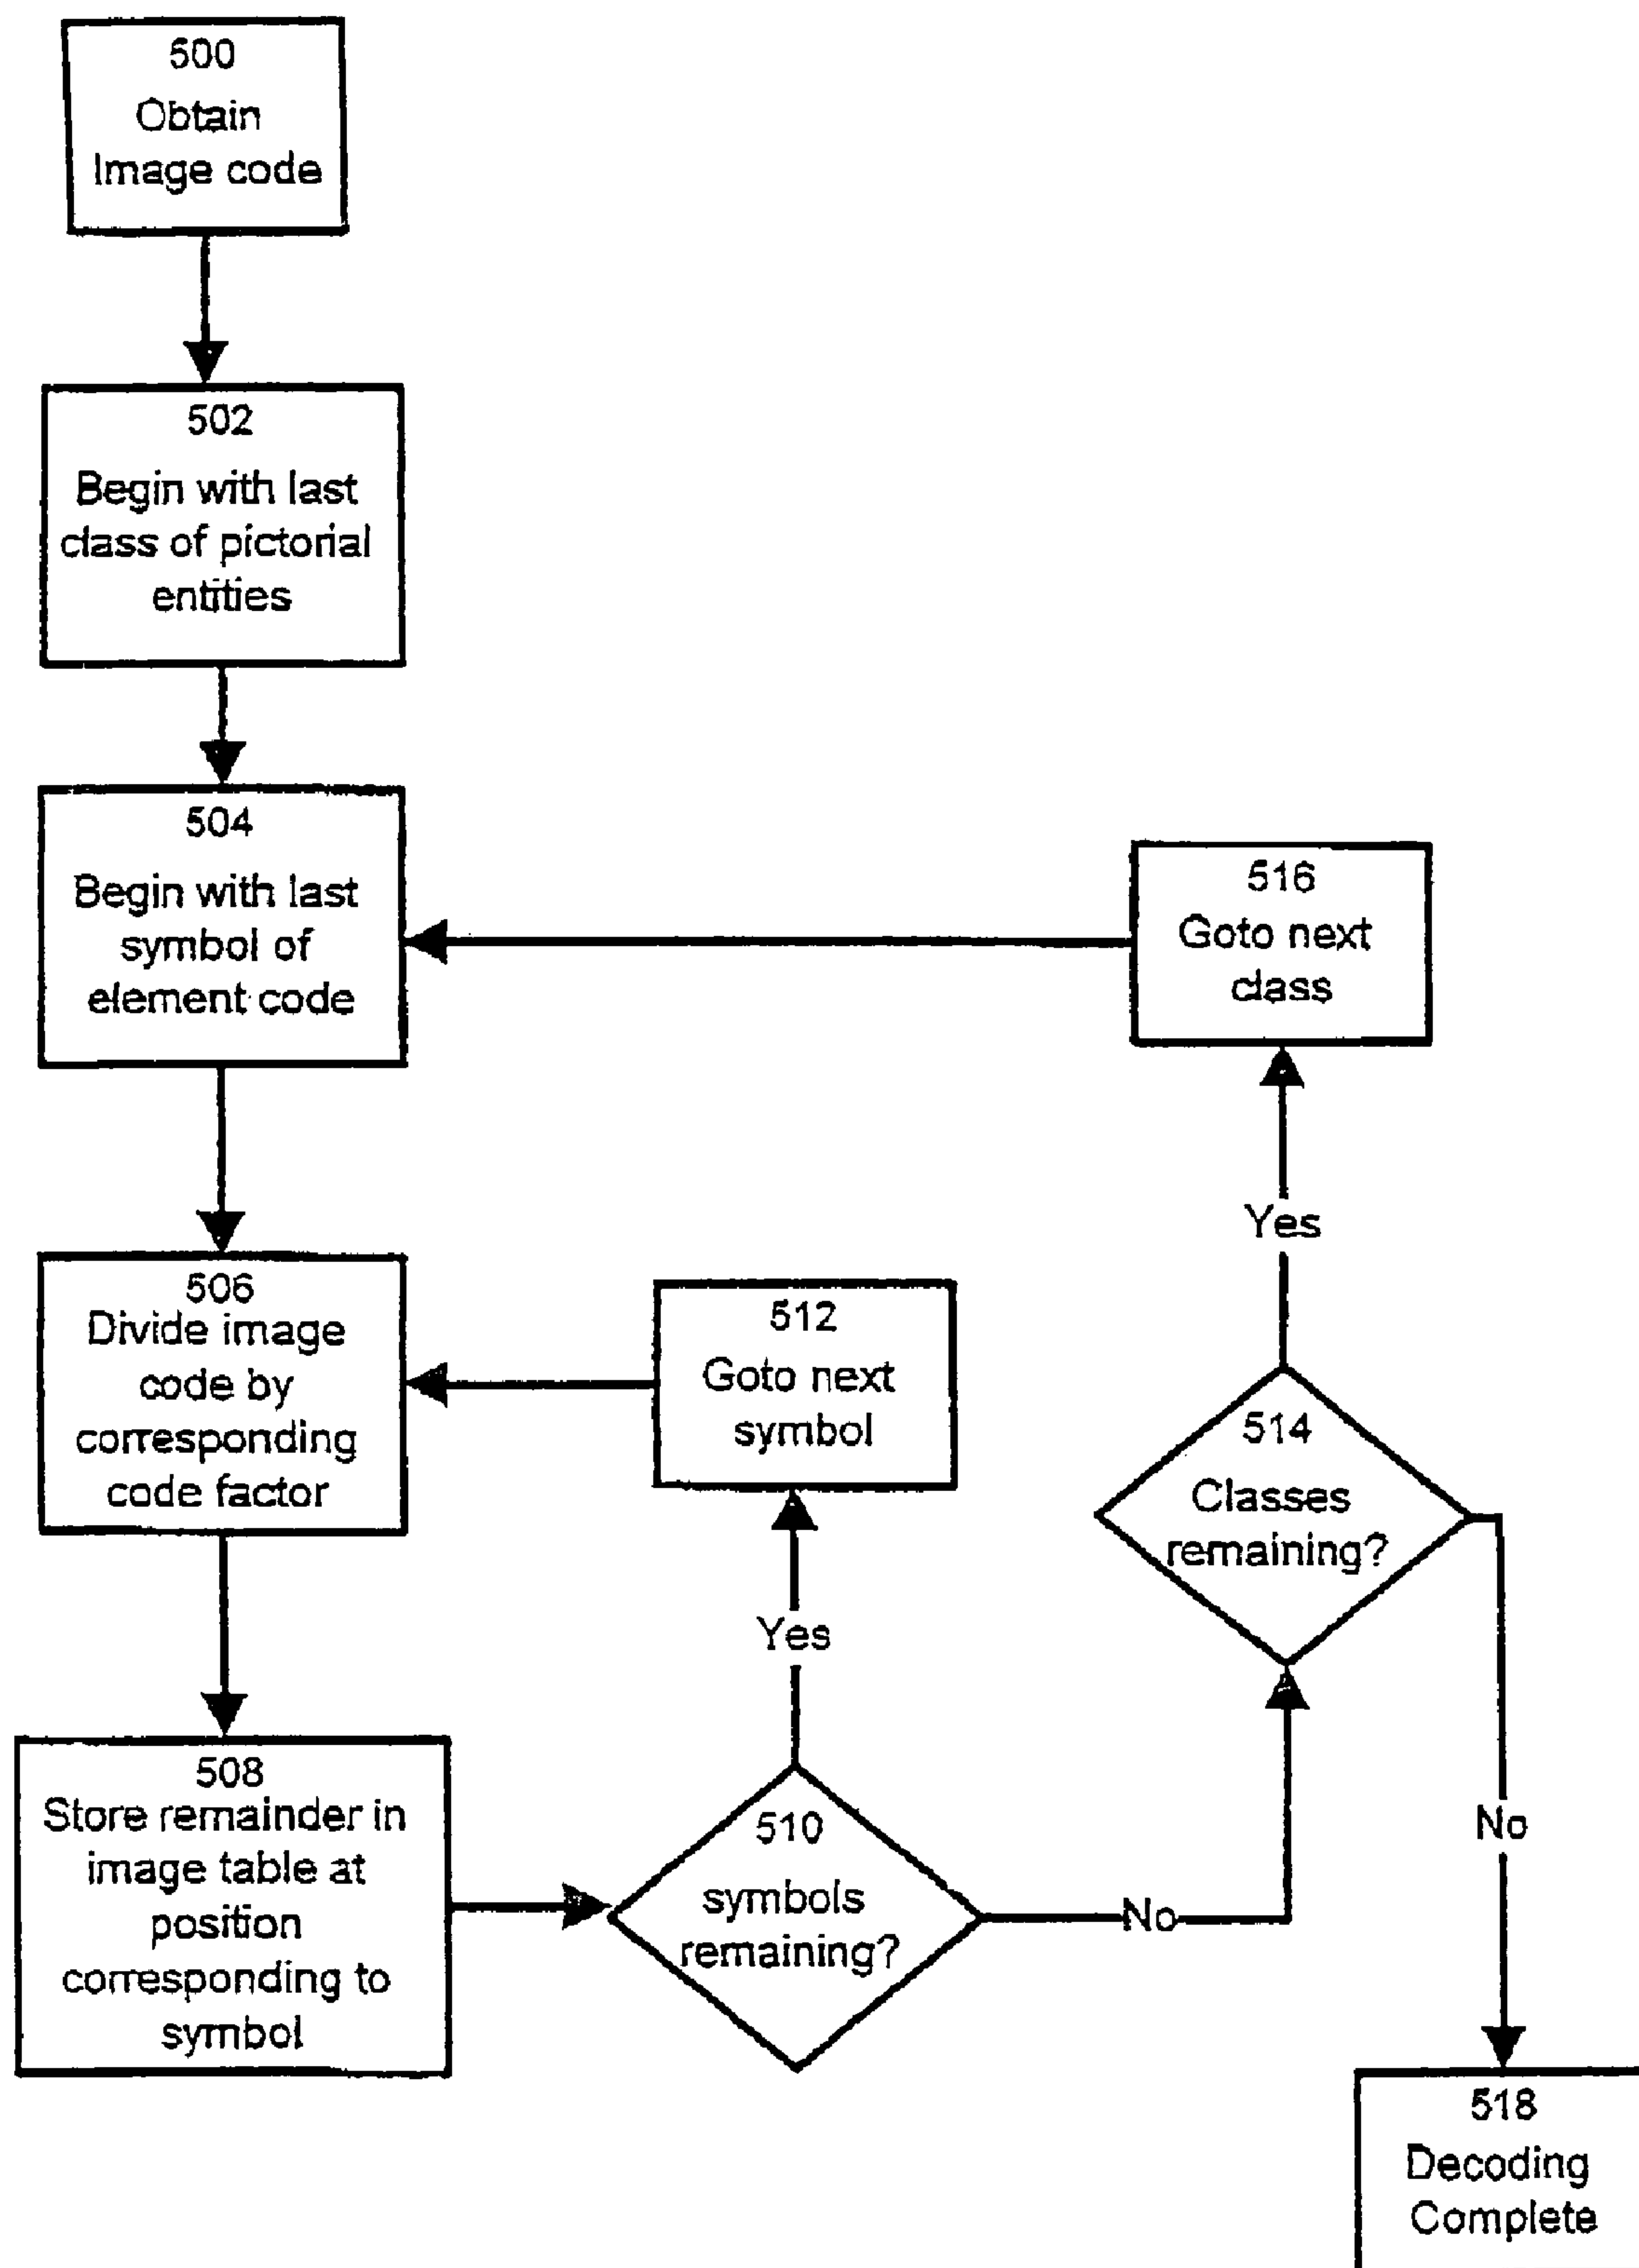 500
Obtain
Image code
502
Begin with last
class of pictorial
entities
504
Begin with last
symbol of
element code
516
Goto next
class
Yes
506
Divide image
code by
corresponding
code factor
512
Goto next
symbol
514
Classes
remaining?
Yes
508
Store remainder in
image table at
position
corresponding to
symbol
510
symbols
remaining?
No
No
518
Decoding
Complete